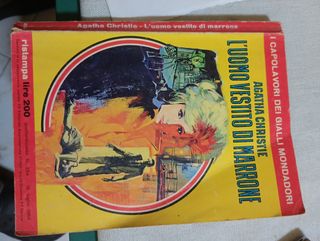 Agatha Christie - L'uomo vestito di marrone
I CAPOLAVORI DEI GIALLI MONDADORI
AGATHA CHRISTIE
L'UOMO VESTITO DI MARRONE
ristampa lire 200